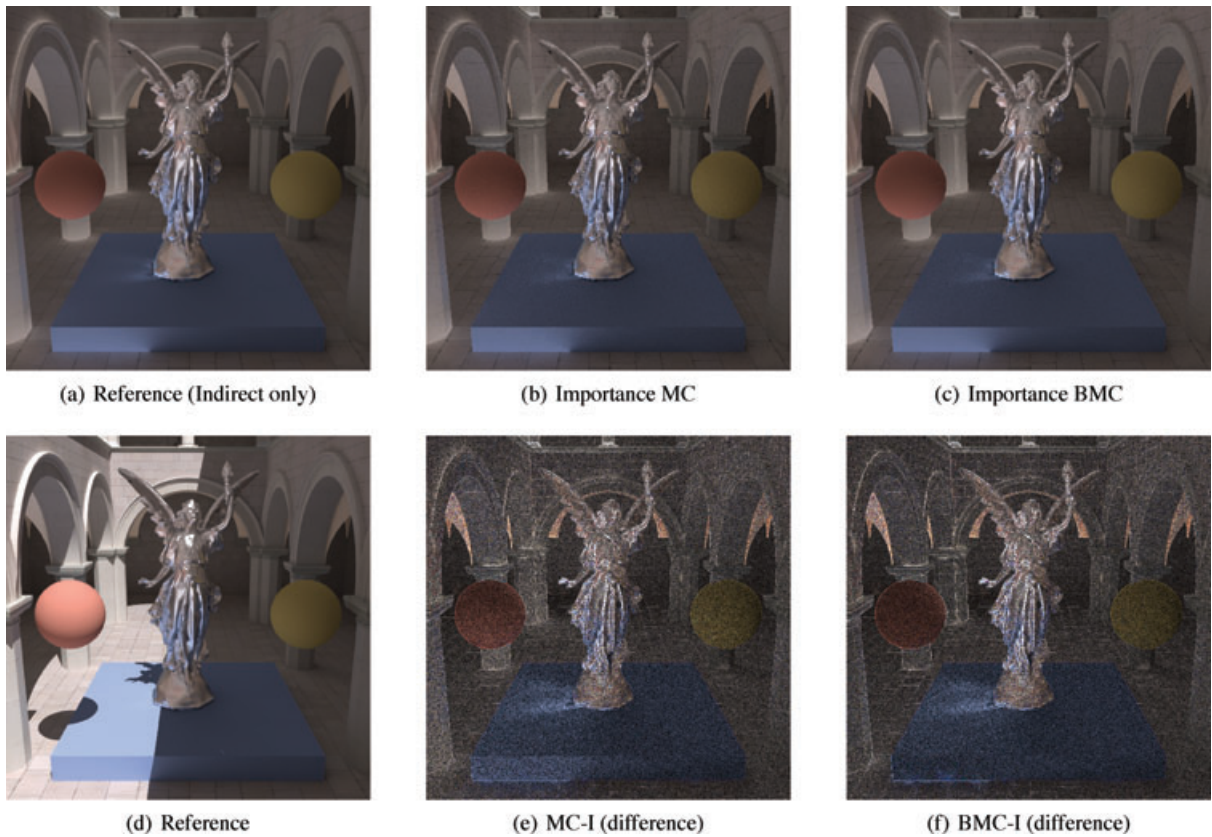 (a) Reference (Indirect only)
(b) Importance MC
(c) Importance BMC
(d) Reference
(e) MC-I (difference)
(f) BMC-I (difference)